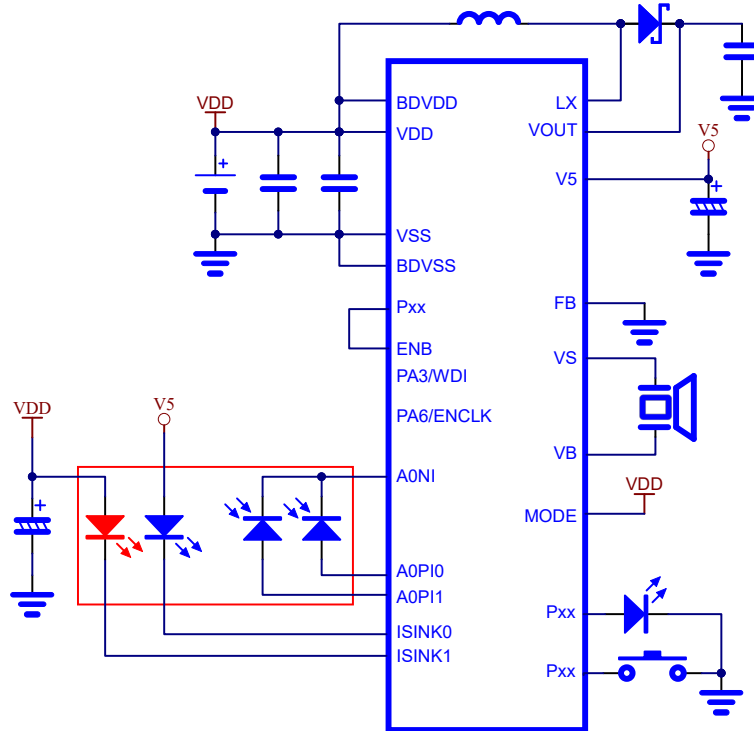 BDVDD
LX
VDD
VDD
VOUT
V5
+
V5
+
VSS
BDVSS
Pxx
FB
ENB
VS
PA3/WDI
VDD
V5
PA6/ENCLK
VB
A0NI
VDD
+
MODE
A0PI0
A0PI1
Pxx
ISINK0
ISINK1
Pxx